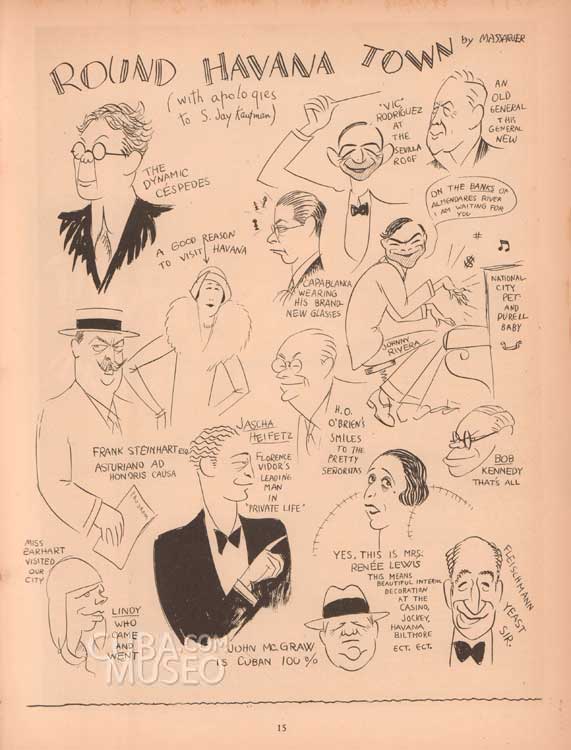 ROUND HAVANA TOWN by MASSAGUER
(with apologies
to S. Jay Kaufman)
THE
DYNAMIC
CÉSPEDES
"VIC"
RODRIGUEZ
AT
THE
SEVILLA
ROOF
AN
OLD
GENERAL
THIS
GENERAL
NEW
A GOOD REASON
TO VISIT HAVANA
CAPABLANKA
WEARING
HIS BRAND-
NEW GLASSES
ON THE BANKS OF
ALMENDARES RIVER
I AM WAITING FOR
YOU
NATIONAL-
CITY
PET
AND
PURELL
BABY
JOHNNY
RIVERA
FRANK STEINHART ESQ.
ASTURIANO AD
HONORIS CAUSA
JASCHA
HEIFETZ
FLORENCE
VIDOR'S
LEADING
MAN
IN
"PRIVATE LIFE"
H.O.
O'BRIEN'S
SMILES
TO THE
PRETTY
SEÑORITAS
BOB
KENNEDY
THAT'S ALL
MISS
EARHART
VISITED
OUR
CITY
LINDY
WHO
CAME
AND
WENT
YES, THIS IS MRS.
RENÉE LEWIS
THIS MEANS
BEAUTIFUL INTERIOR
DECORATION
AT THE
CASINO,
JOCKEY,
HAVANA
BILTMORE
ECT. ECT.
JOHN MC GRAW
IS CUBAN 100%
FLEISCHMANN
YEAST
SIR.
CUBA.COM
MUSEO
15